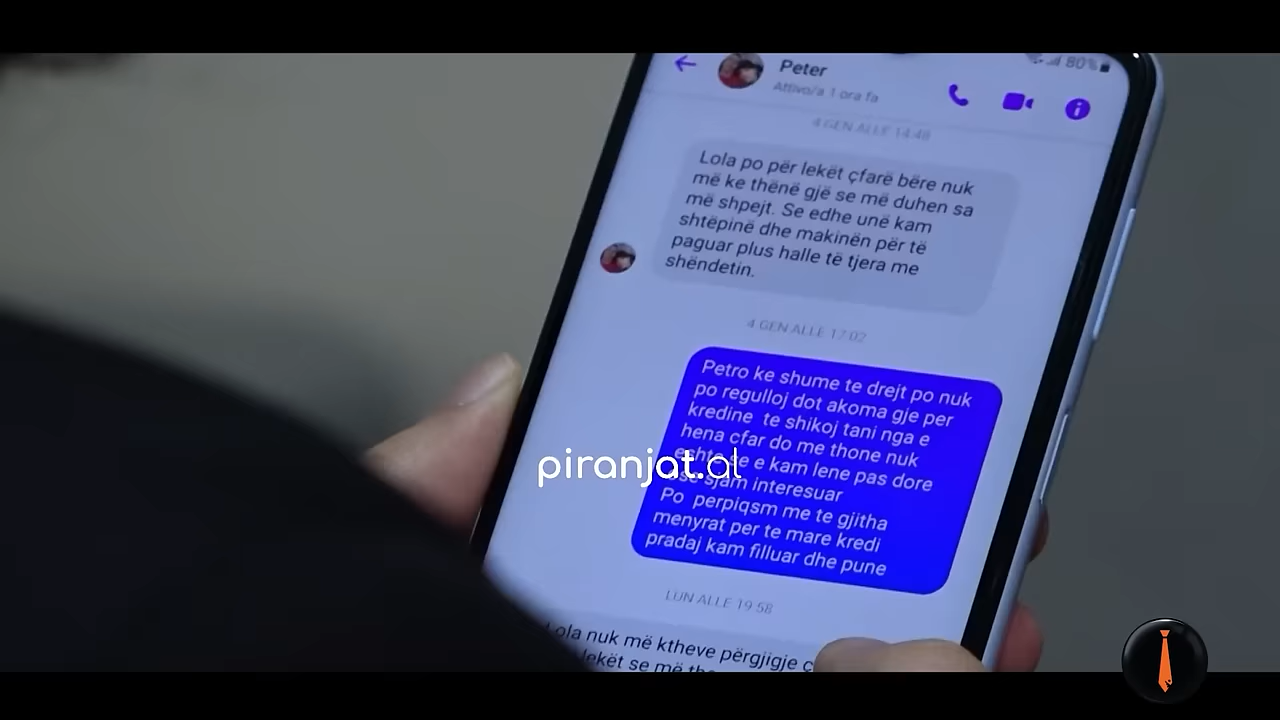 80%
Peter
Attivo/a 1 ora fa
4 GEN ALLE 14:48
Lola po për lekët çfarë bëre nuk
më ke thënë gjë se më duhen sa
më shpejt. Se edhe unë kam
shtëpinë dhe makinën për të
paguar plus halle të tjera me
shëndetin.
4 GEN ALLE 17:02
Petro ke shume te drejt po nuk
po regulloj dot akoma gje per
kredine te shikoj tani nga e
hena cfar do me thone nuk
eshte se e kam lene pas dore
sjam interesuar
Po perpiqsm me te gjitha
menyrat per te mare kredi
pradaj kam filluar dhe pune
piranjat.al
LUN ALLE 19:58
Lola nuk më ktheve përgjigje
lekët se më